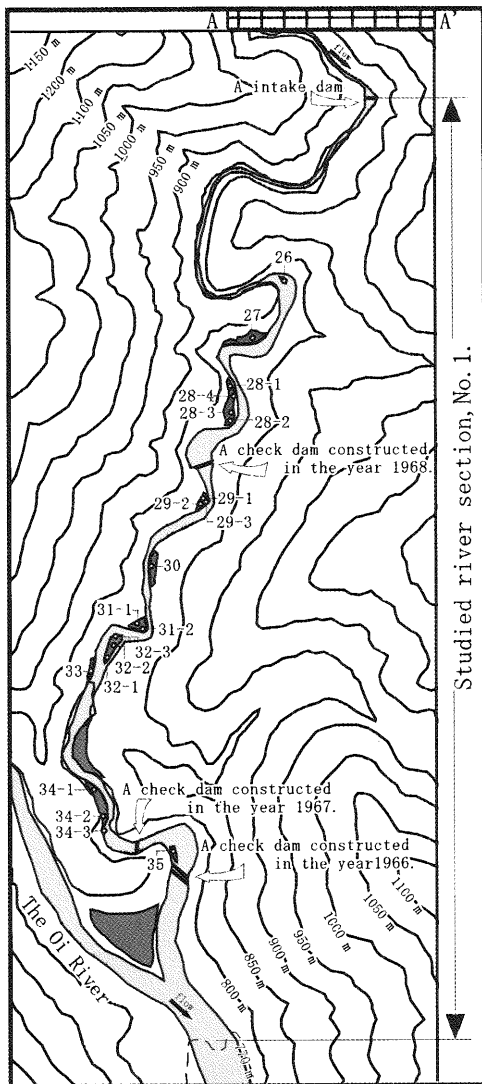 A A'
flow
1150 m
1200 m
1100 m
1050 m
1000 m
950 m
900 m
A intake dam
26
27
28-1
28-4
28-3
28-2
A check dam constructed
in the year 1968.
29-1
29-2
29-3
30
31-1
31-2
32-3
32-2
33
32-1
Studied river section, No. 1.
34-1
A check dam constructed
in the year 1967.
34-2
34-3
A check dam constructed
in the year1966.
35
1100 m
1050 m
1000 m
950 m
900 m
850 m
800 m
The Oi River
flow
770 m